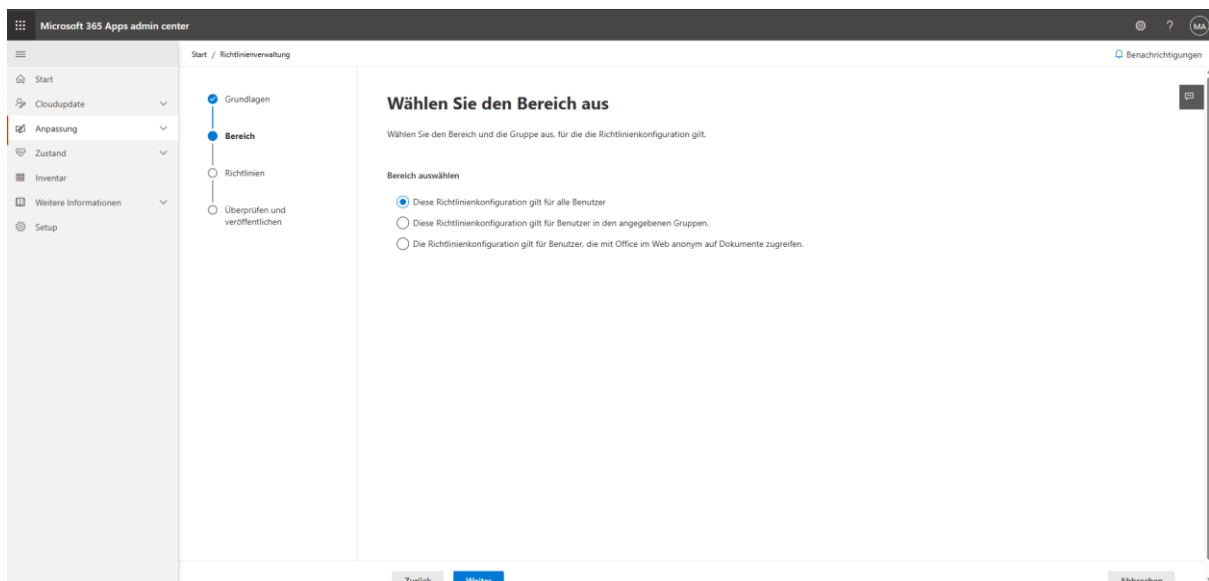 Microsoft 365 Apps admin center
?
MA
Start / Richtlinienverwaltung
Benachrichtigungen
Start
Cloudupdate
Anpassung
Zustand
Inventar
Weitere Informationen
Setup
Grundlagen
Bereich
Richtlinien
Überprüfen und
veröffentlichen
Wählen Sie den Bereich aus
Wählen Sie den Bereich und die Gruppe aus, für die die Richtlinienkonfiguration gilt.
Bereich auswählen
Diese Richtlinienkonfiguration gilt für alle Benutzer
Diese Richtlinienkonfiguration gilt für Benutzer in den angegebenen Gruppen.
Die Richtlinienkonfiguration gilt für Benutzer, die mit Office im Web anonym auf Dokumente zugreifen.
Zurück
Weiter
Abbrechen